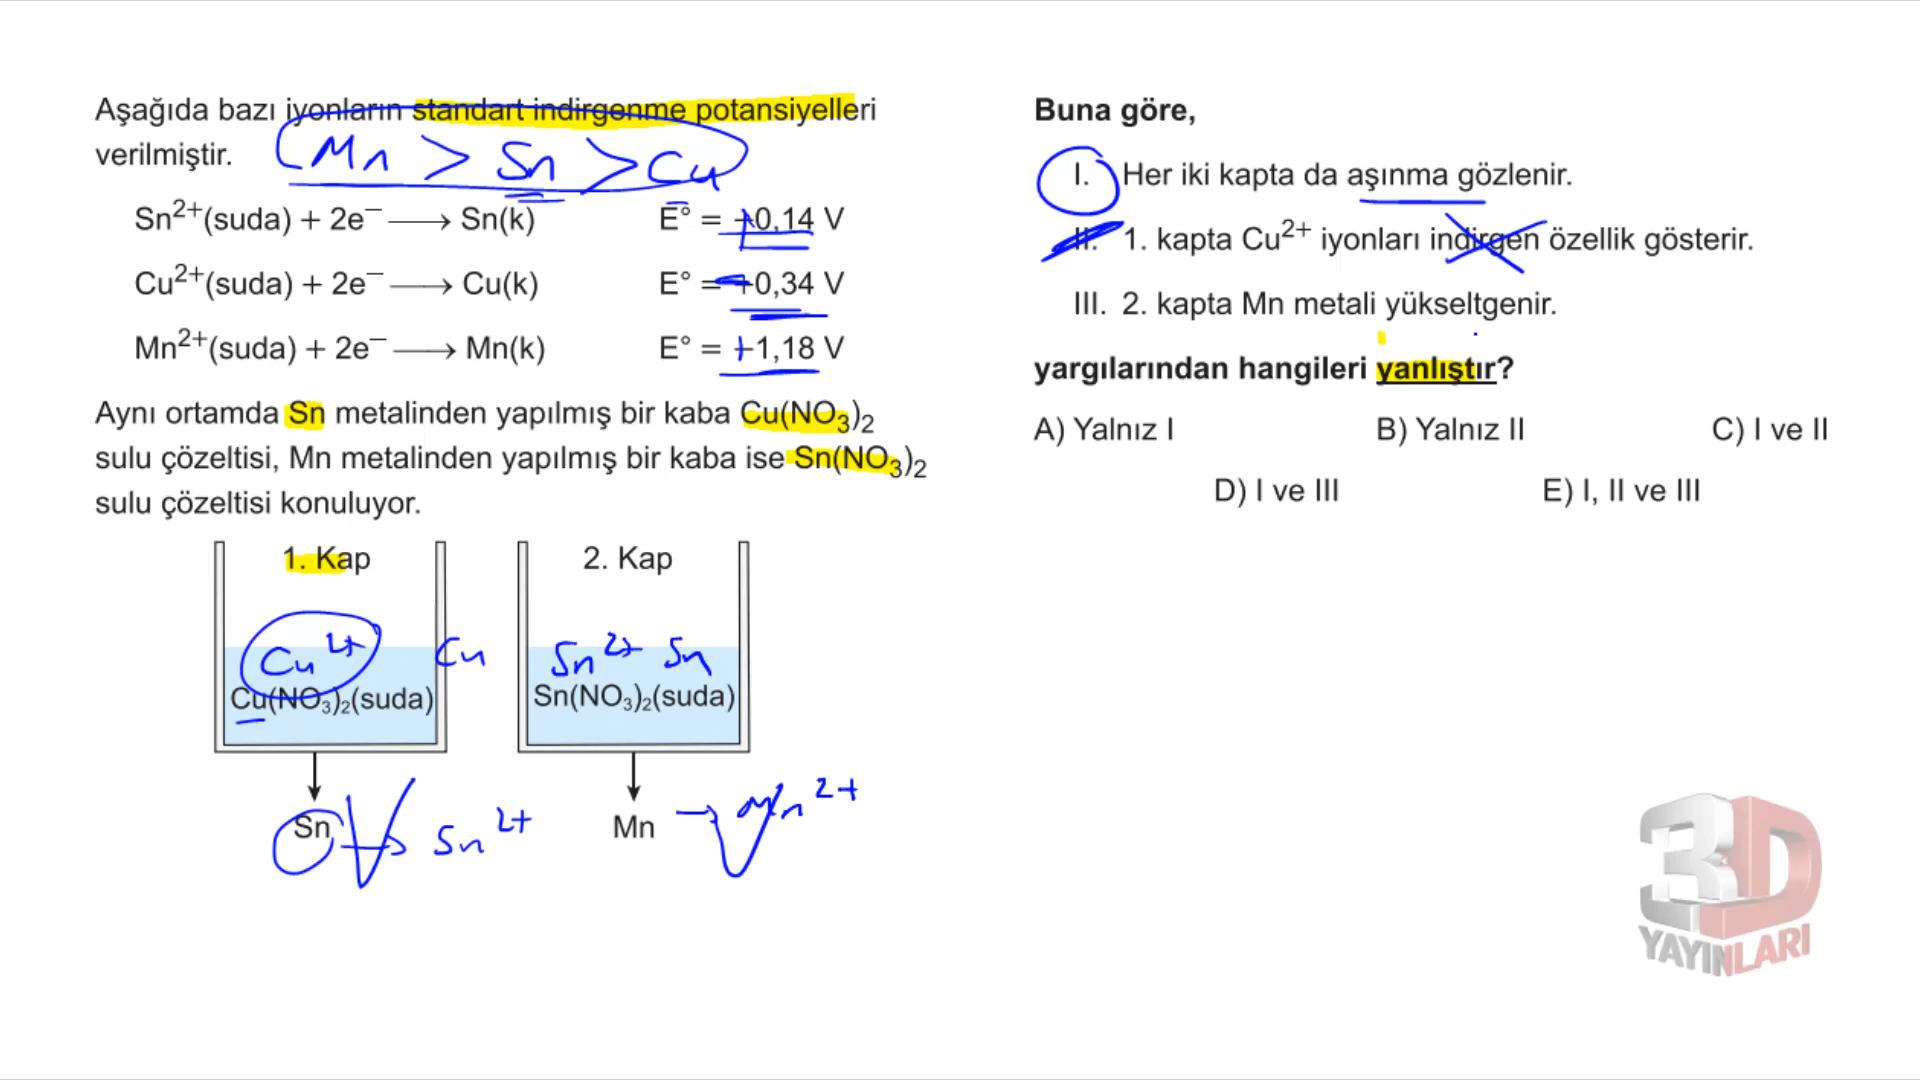 Aşağıda bazı iyonların standart indirgenme potansiyelleri
verilmiştir.
Mn > Sn > Cu
Sn²⁺(suda) + 2e⁻ ⟶ Sn(k) E° = –0,14 V
Cu²⁺(suda) + 2e⁻ ⟶ Cu(k) E° = +0,34 V
Mn²⁺(suda) + 2e⁻ ⟶ Mn(k) E° = –1,18 V
Aynı ortamda Sn metalinden yapılmış bir kaba Cu(NO₃)₂
sulu çözeltisi, Mn metalinden yapılmış bir kaba ise Sn(NO₃)₂
sulu çözeltisi konuluyor.
1. Kap
Cu²⁺ Cu
Cu(NO₃)₂(suda)
Sn → Sn²⁺
2. Kap
Sn²⁺ Sn
Sn(NO₃)₂(suda)
Mn → Mn²⁺
Buna göre,
I. Her iki kapta da aşınma gözlenir.
II. 1. kapta Cu²⁺ iyonları indirgen özellik gösterir.
III. 2. kapta Mn metali yükseltgenir.
yargılarından hangileri yanlıştır?
A) Yalnız I B) Yalnız II C) I ve II
D) I ve III E) I, II ve III
3D
YAYINLARI